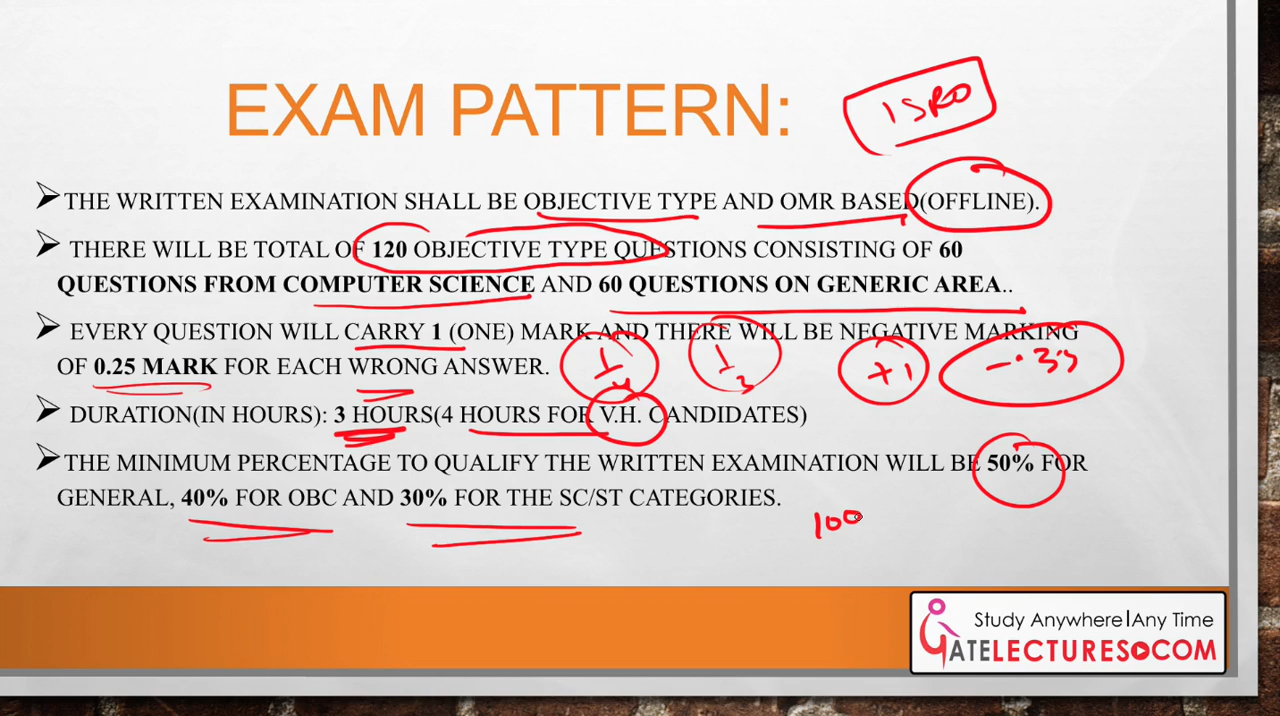 EXAM PATTERN:
ISRO
THE WRITTEN EXAMINATION SHALL BE OBJECTIVE TYPE AND OMR BASED(OFFLINE).
THERE WILL BE TOTAL OF 120 OBJECTIVE TYPE QUESTIONS CONSISTING OF 60
QUESTIONS FROM COMPUTER SCIENCE AND 60 QUESTIONS ON GENERIC AREA..
EVERY QUESTION WILL CARRY 1 (ONE) MARK AND THERE WILL BE NEGATIVE MARKING
OF 0.25 MARK FOR EACH WRONG ANSWER.
1/4 1/3 +1 -.33
DURATION(IN HOURS): 3 HOURS(4 HOURS FOR V.H. CANDIDATES)
THE MINIMUM PERCENTAGE TO QUALIFY THE WRITTEN EXAMINATION WILL BE 50% FOR
GENERAL, 40% FOR OBC AND 30% FOR THE SC/ST CATEGORIES.
100
Study Anywhere|Any Time
GATELECTURES.COM